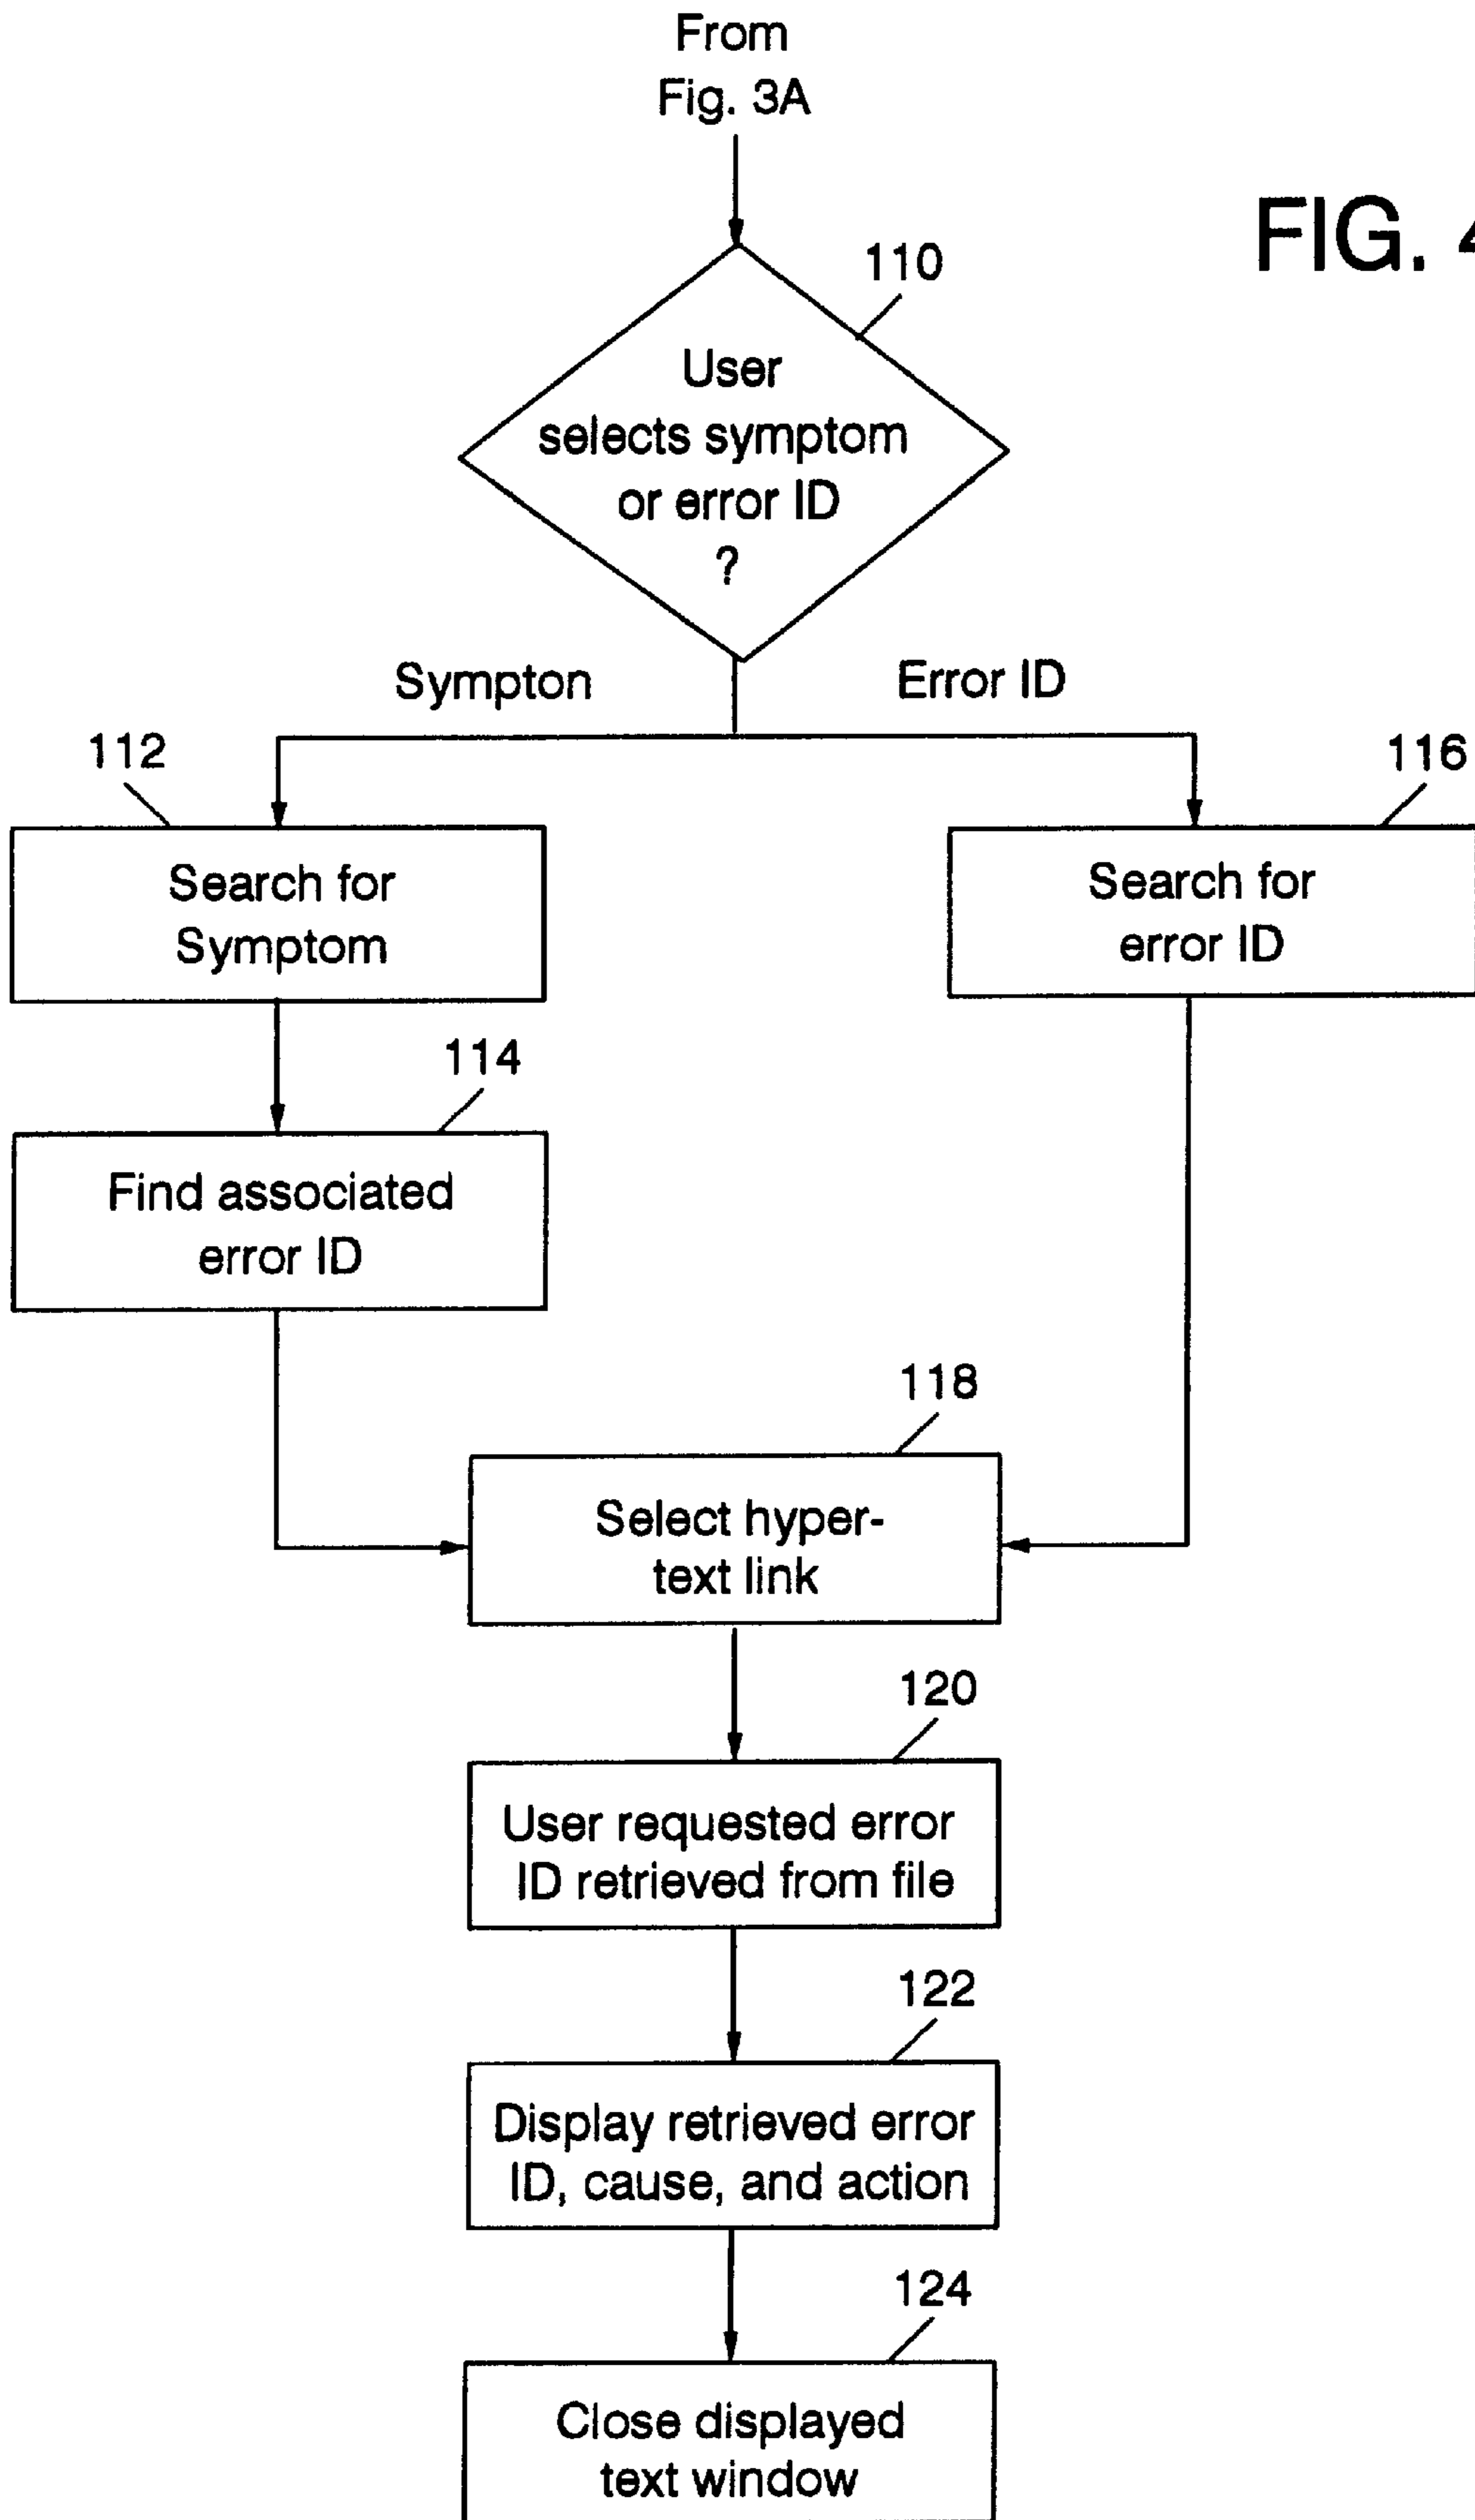 From
Fig. 3A
FIG. 4
110
User
selects symptom
or error ID
?
Sympton
Error ID
112
116
Search for
Symptom
Search for
error ID
114
Find associated
error ID
118
Select hyper-
text link
120
User requested error
ID retrieved from file
122
Display retrieved error
ID, cause, and action
124
Close displayed
text window